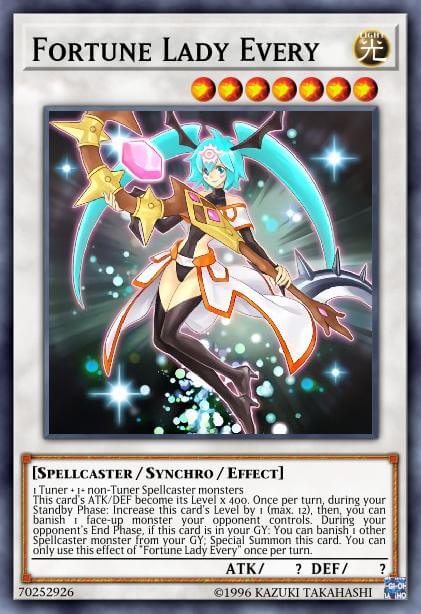 FORTUNE LADY EVERY
LIGHT
光
[SPELLCASTER / SYNCHRO / EFFECT]
1 Tuner + 1+ non-Tuner Spellcaster monsters
This card's ATK/DEF become its Level x 400. Once per turn, during your
Standby Phase: Increase this card's Level by 1 (max. 12), then, you can
banish 1 face-up monster your opponent controls. During your
opponent's End Phase, if this card is in your GY: You can banish 1 other
Spellcaster monster from your GY; Special Summon this card. You can
only use this effect of "Fortune Lady Every" once per turn.
ATK/ ? DEF/ ?
70252926
©1996 KAZUKI TAKAHASHI